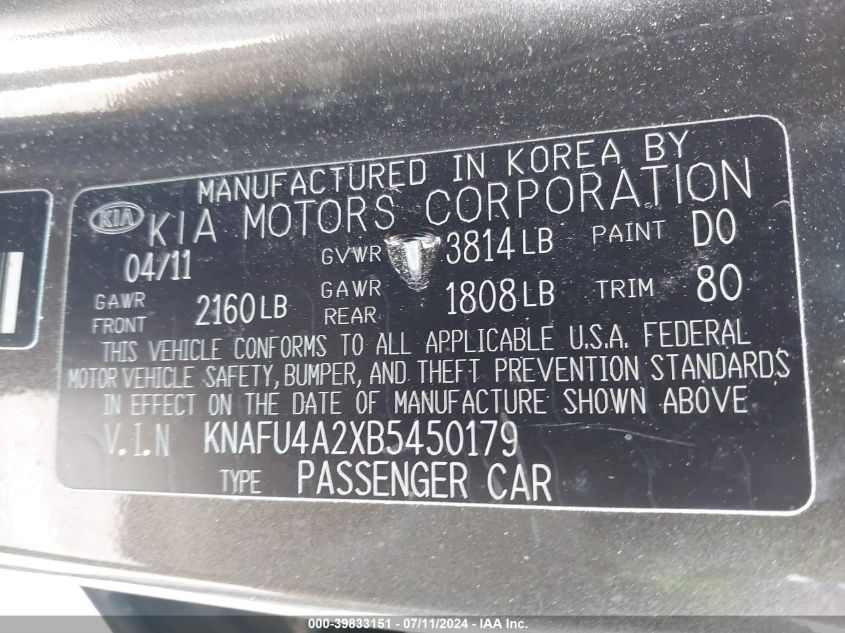 MANUFACTURED IN KOREA BY
KIA KIA MOTORS CORPORATION
04/11 GVWR 3814 LB PAINT D0
GAWR FRONT 2160 LB GAWR REAR 1808 LB TRIM 80
THIS VEHICLE CONFORMS TO ALL APPLICABLE U.S.A. FEDERAL
MOTOR VEHICLE SAFETY, BUMPER, AND THEFT PREVENTION STANDARDS
IN EFFECT ON THE DATE OF MANUFACTURE SHOWN ABOVE
V.I.N KNAFU4A2XB5450179
TYPE PASSENGER CAR
000-39833151 - 07/11/2024 - IAA Inc.